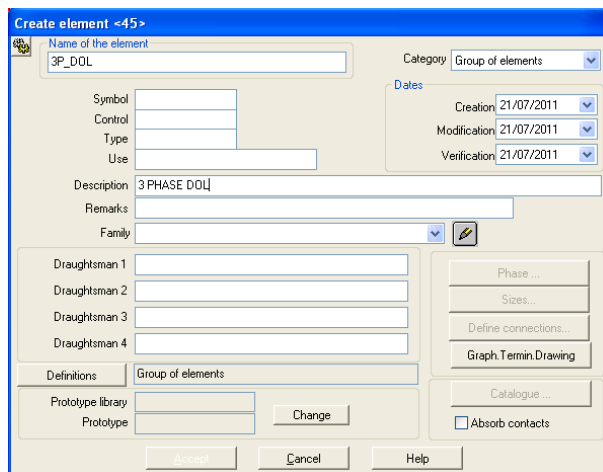 Create element <45>
Name of the element
3P_DOL
Category Group of elements
Dates
Symbol
Creation 21/07/2011
Control
Modification 21/07/2011
Type
Verification 21/07/2011
Use
Description 3 PHASE DOL
Remarks
Family
Draughtsman 1
Phase ...
Draughtsman 2
Sizes...
Draughtsman 3
Define connections...
Draughtsman 4
Graph.Termin.Drawing
Definitions Group of elements
Prototype library
Catalogue ...
Change
Prototype
Absorb contacts
Accept Cancel Help